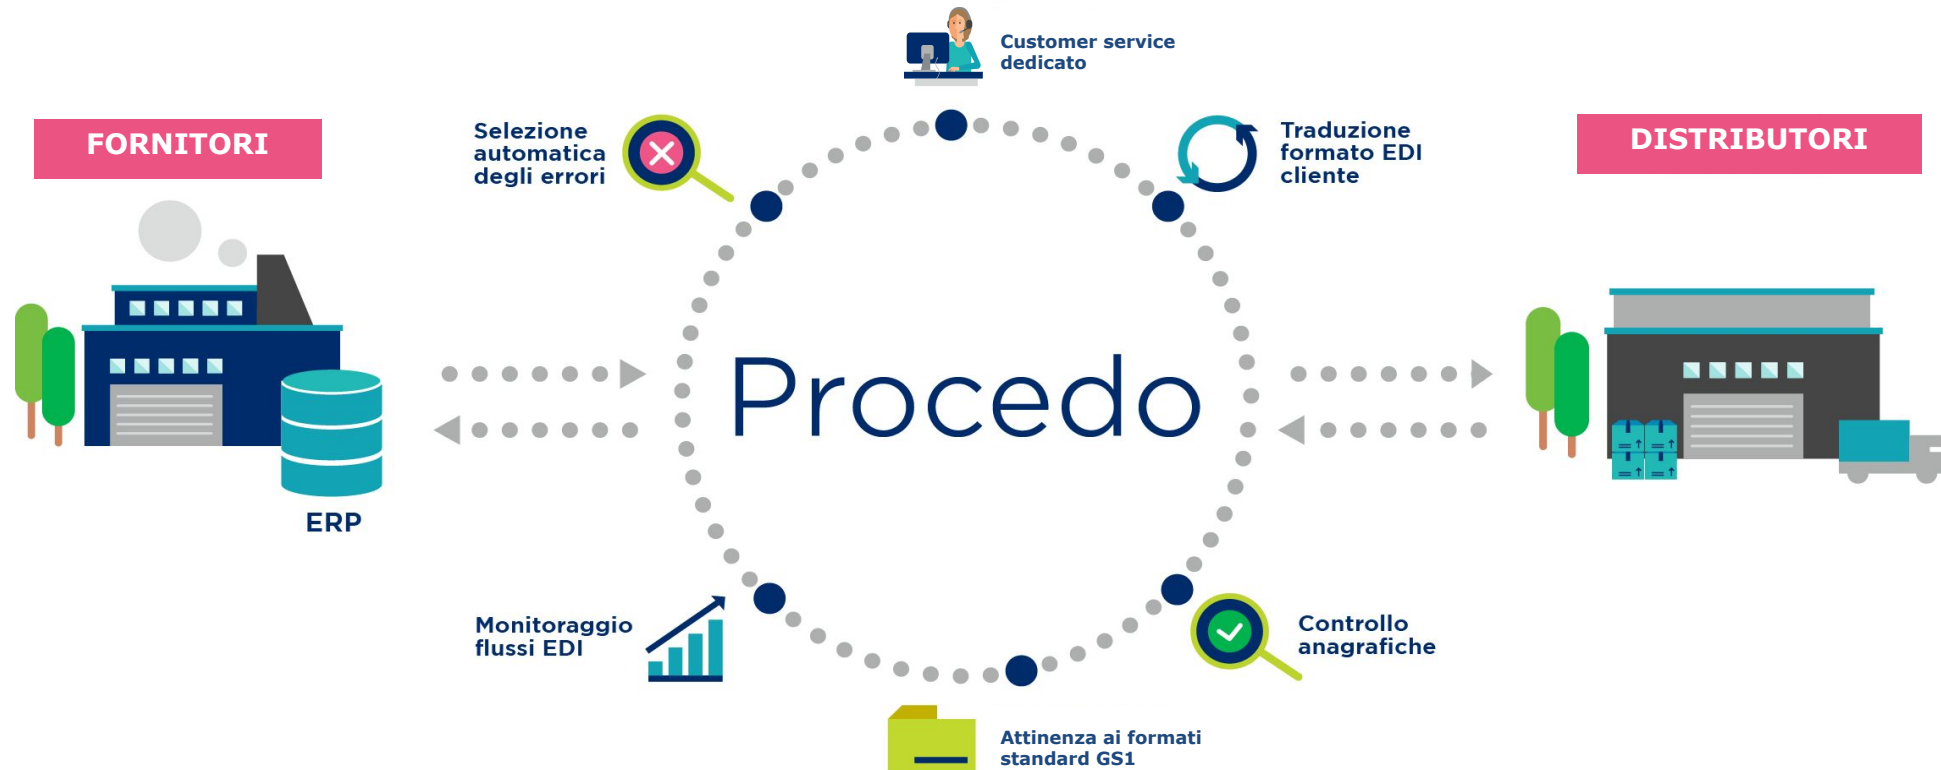 Customer service
dedicato
FORNITORI
Selezione
automatica
degli errori
Traduzione
formato EDI
cliente
DISTRIBUTORI
Procedo
ERP
Monitoraggio
flussi EDI
Controllo
anagrafiche
Attinenza ai formati
standard GS1